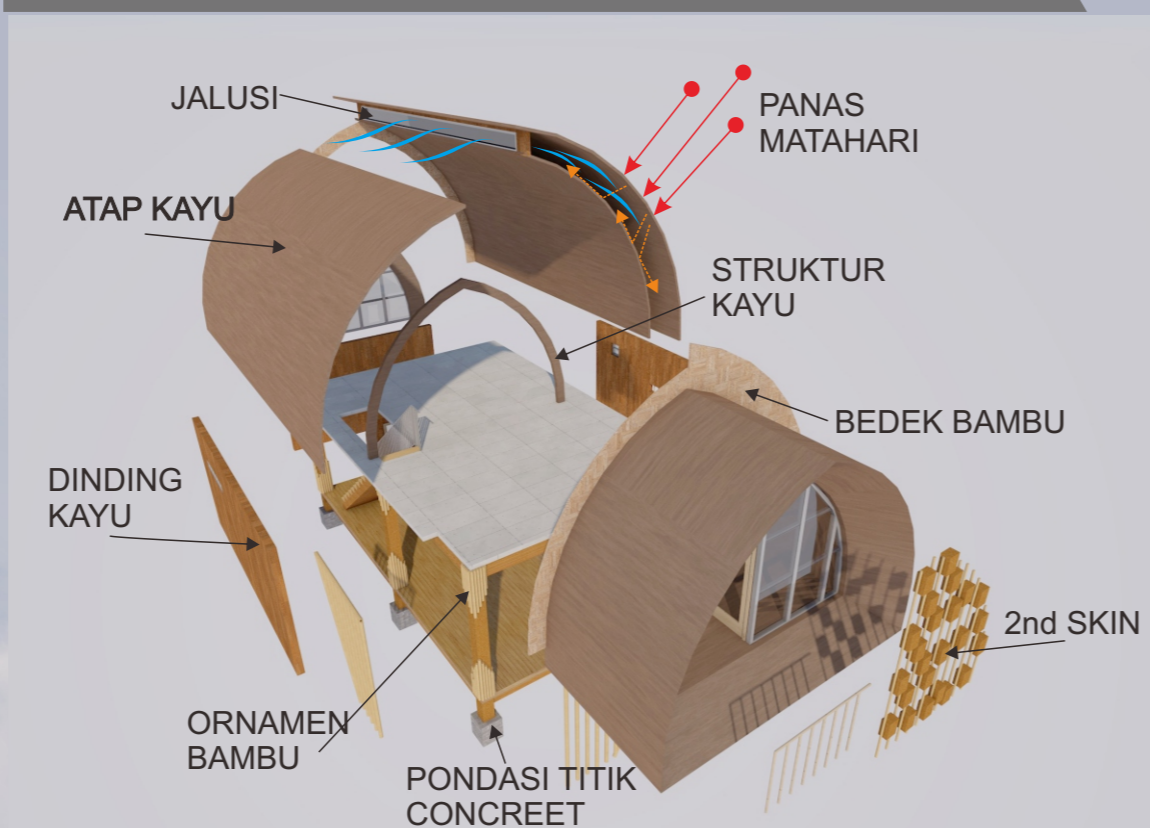 JALUSI
PANAS
MATAHARI
ATAP KAYU
STRUKTUR
KAYU
BEDEK BAMBU
DINDING
KAYU
2nd SKIN
ORNAMEN
BAMBU
PONDASI TITIK
CONCREET